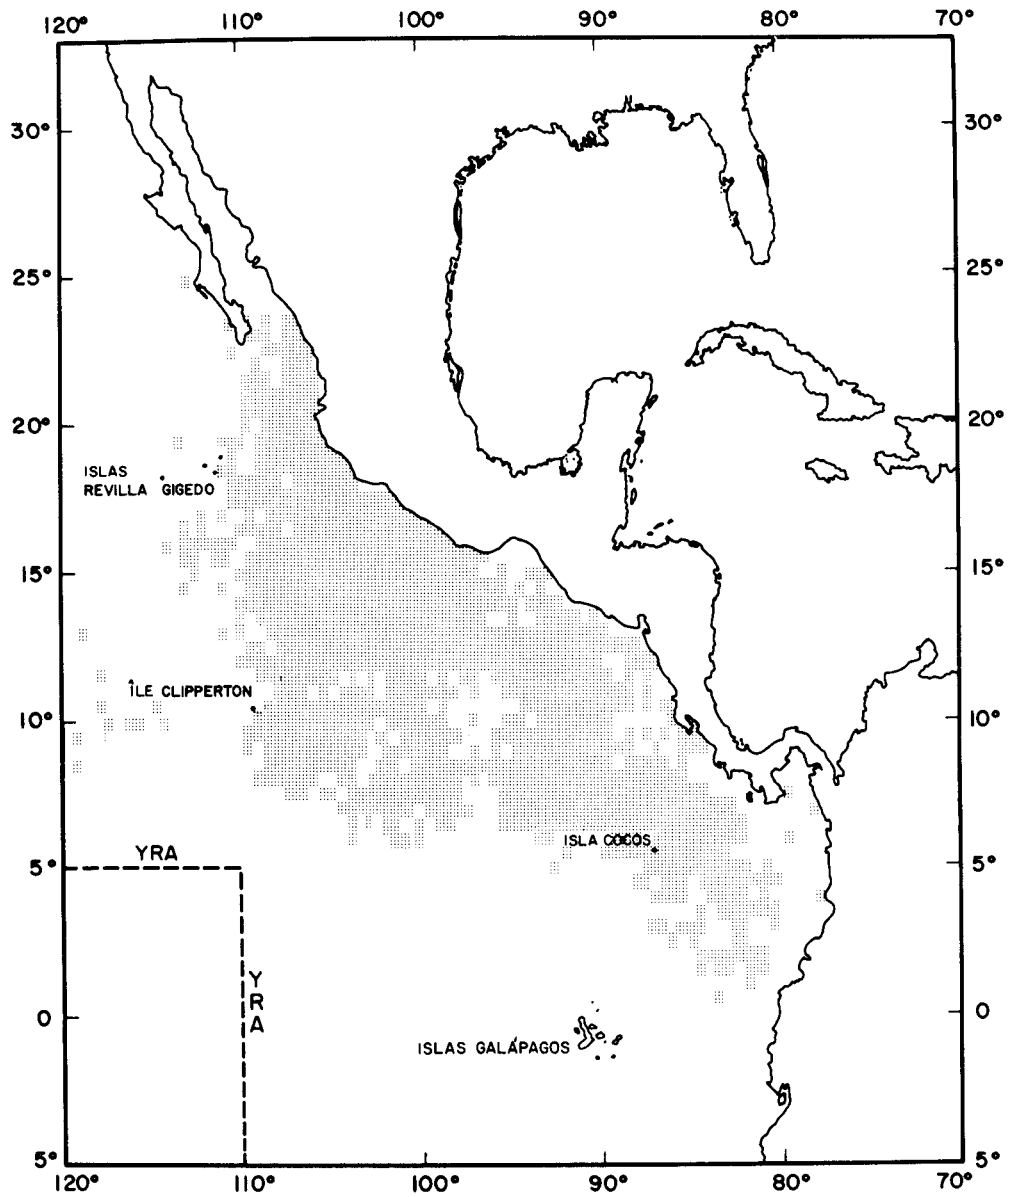 120° 110° 100° 90° 80° 70°
30° 30°
25° 25°
20° 20°
ISLAS
REVILLA GIGEDO
15° 15°
ÎLE CLIPPERTON
10° 10°
ISLA COCOS
YRA
5° 5°
Y
R
A
0 0
ISLAS GALÁPAGOS
5° 5°
120° 110° 100° 90° 80° 70°